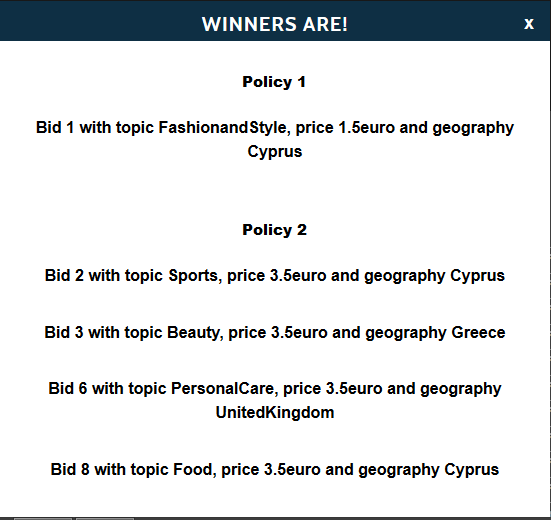 WINNERS ARE!
x
Policy 1
Bid 1 with topic FashionandStyle, price 1.5euro and geography
Cyprus
Policy 2
Bid 2 with topic Sports, price 3.5euro and geography Cyprus
Bid 3 with topic Beauty, price 3.5euro and geography Greece
Bid 6 with topic PersonalCare, price 3.5euro and geography
UnitedKingdom
Bid 8 with topic Food, price 3.5euro and geography Cyprus